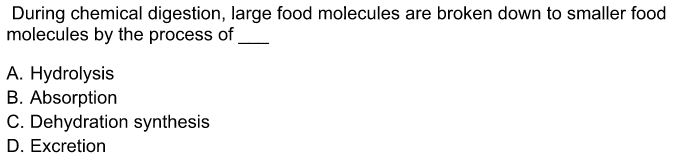 During chemical digestion, large food molecules are broken down to smaller food
molecules by the process of ___
A. Hydrolysis
B. Absorption
C. Dehydration synthesis
D. Excretion